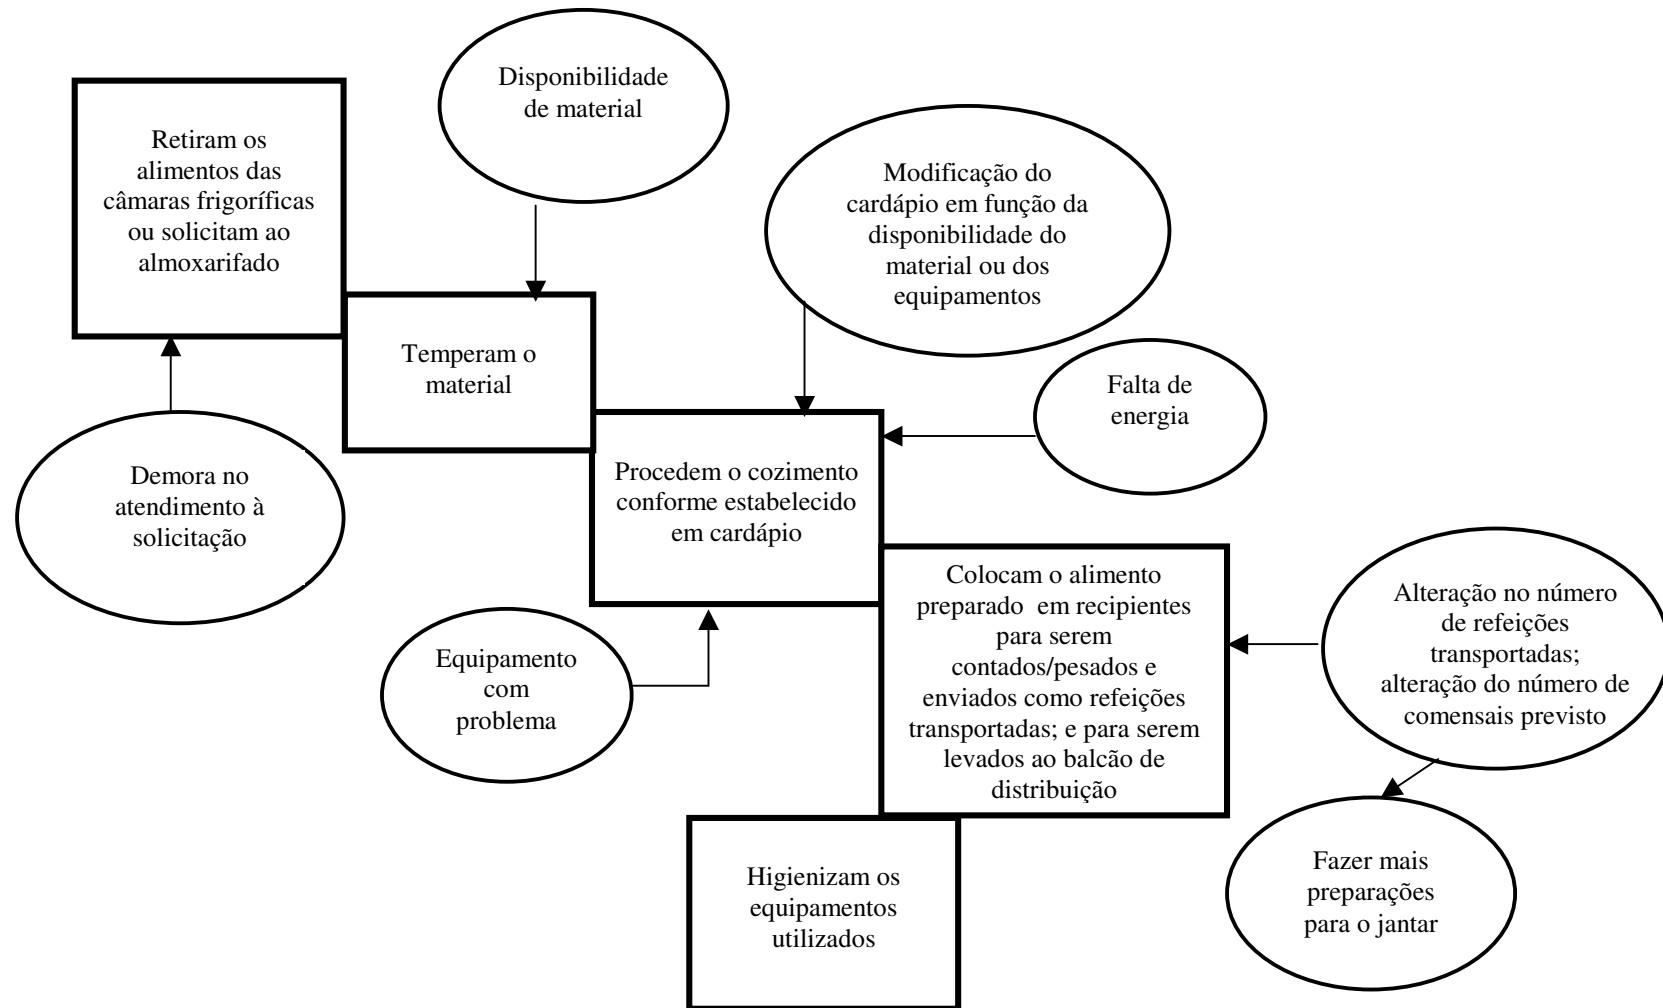 Disponibilidade
de material
Retiram os
alimentos das
câmaras frigoríficas
ou solicitam ao
almoxarifado
Modificação do
cardápio em função da
disponibilidade do
material ou dos
equipamentos
Temperam o
material
Falta de
energia
Demora no
atendimento à
solicitação
Procedem o cozimento
conforme estabelecido
em cardápio
Colocam o alimento
preparado em recipientes
para serem
contados/pesados e
enviados como refeições
transportadas; e para serem
levados ao balcão de
distribuição
Alteração no número
de refeições
transportadas;
alteração do número de
comensais previsto
Equipamento
com
problema
Fazer mais
preparações
para o jantar
Higienizam os
equipamentos
utilizados